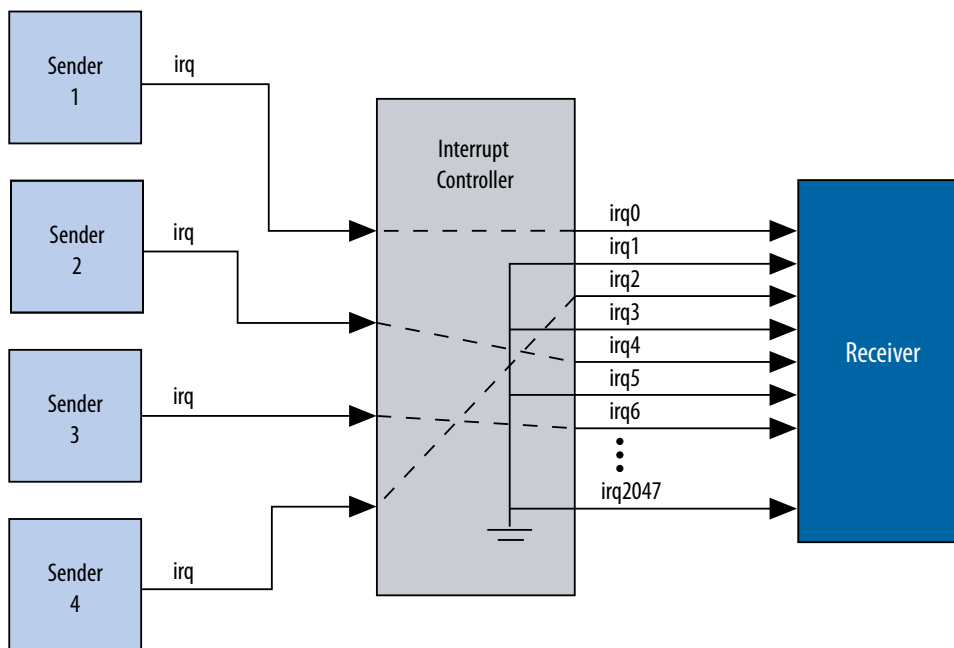 Sender
1
irq
Sender
2
irq
Sender
3
irq
Sender
4
irq
Interrupt
Controller
irq0
irq1
irq2
irq3
irq4
irq5
irq6
irq2047
Receiver